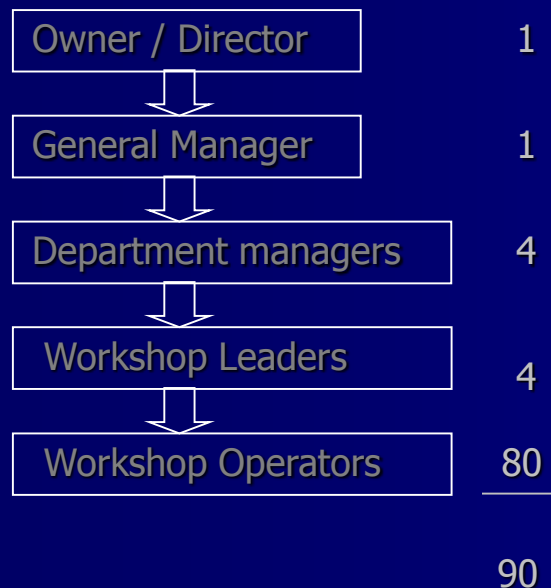 Owner / Director 1
General Manager 1
Department managers 4
Workshop Leaders 4
Workshop Operators 80
90